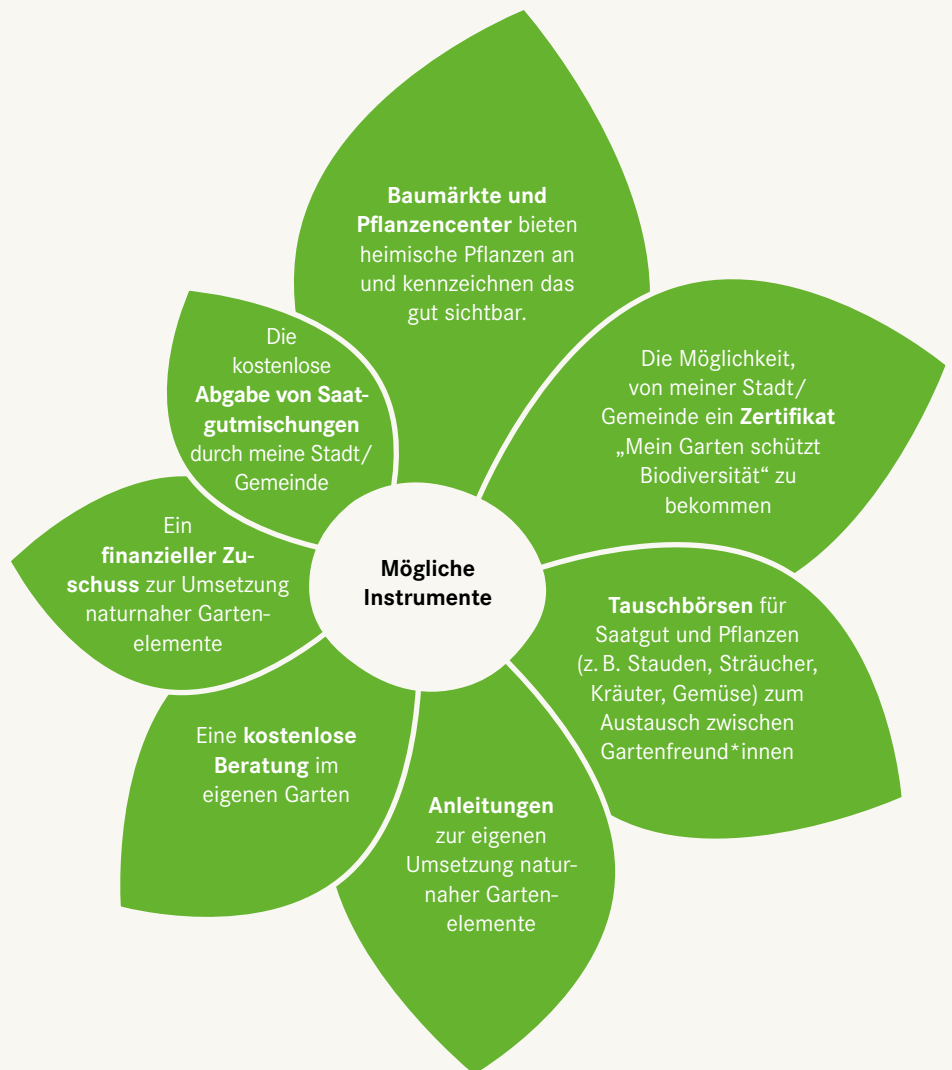 Baumärkte und
Pflanzencenter bieten
heimische Pflanzen an
und kennzeichnen das
gut sichtbar.
Die Möglichkeit,
von meiner Stadt/
Gemeinde ein Zertifikat
„Mein Garten schützt
Biodiversität“ zu
bekommen
Tauschbörsen für
Saatgut und Pflanzen
(z. B. Stauden, Sträucher,
Kräuter, Gemüse) zum
Austausch zwischen
Gartenfreund*innen
Anleitungen
zur eigenen
Umsetzung natur-
naher Garten-
elemente
Eine kostenlose
Beratung im
eigenen Garten
Ein
finanzieller Zu-
schuss zur Umsetzung
naturnaher Garten-
elemente
Die
kostenlose
Abgabe von Saat-
gutmischungen
durch meine Stadt/
Gemeinde
Mögliche
Instrumente